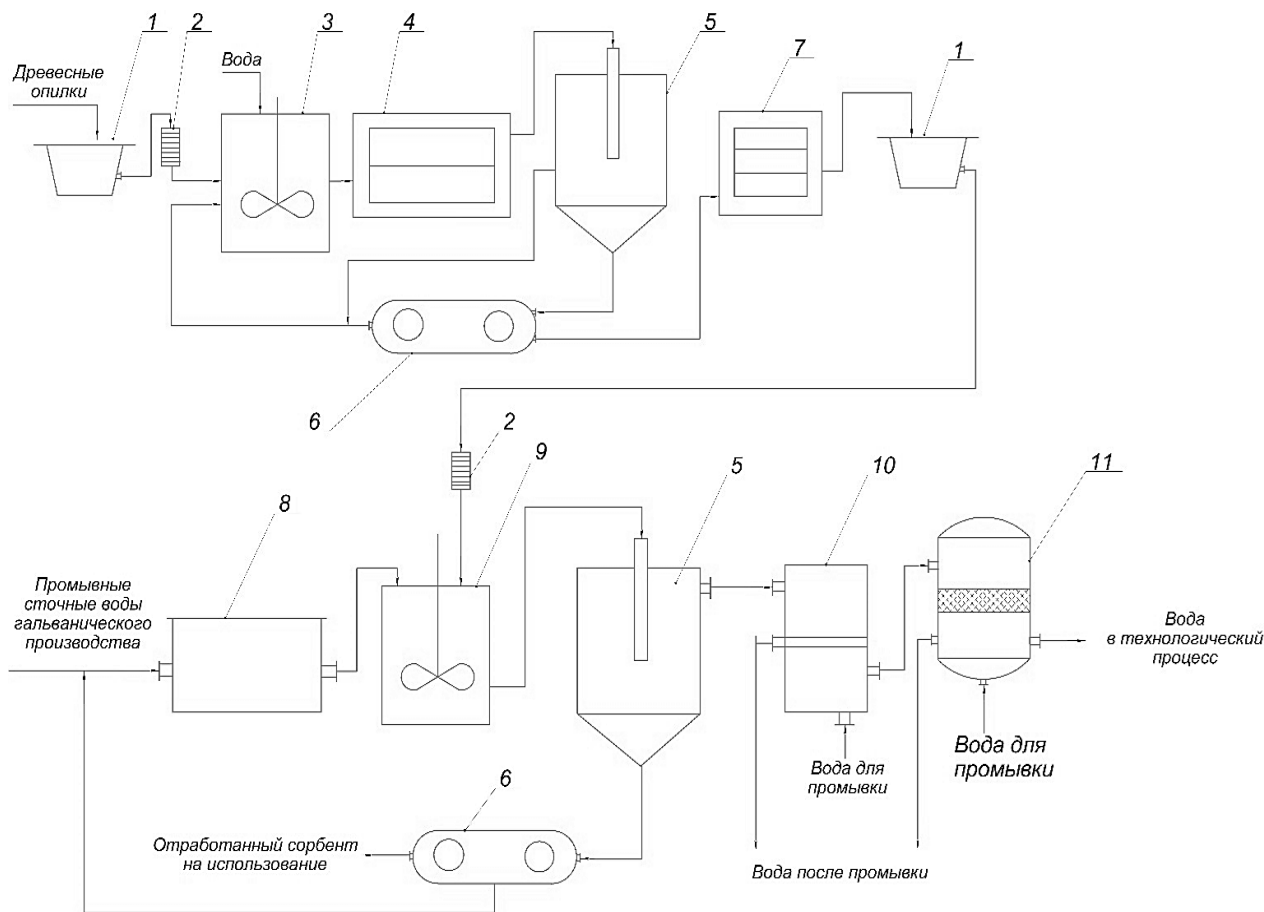 1
2
3
4
5
7
1
Вода
Древесные
опилки
6
2
9
5
10
11
8
Промывные
сточные воды
гальванического
производства
Вода
в технологический
процесс
Вода для
промывки
Вода для
промывки
6
Отработанный сорбент
на использование
Вода после промывки